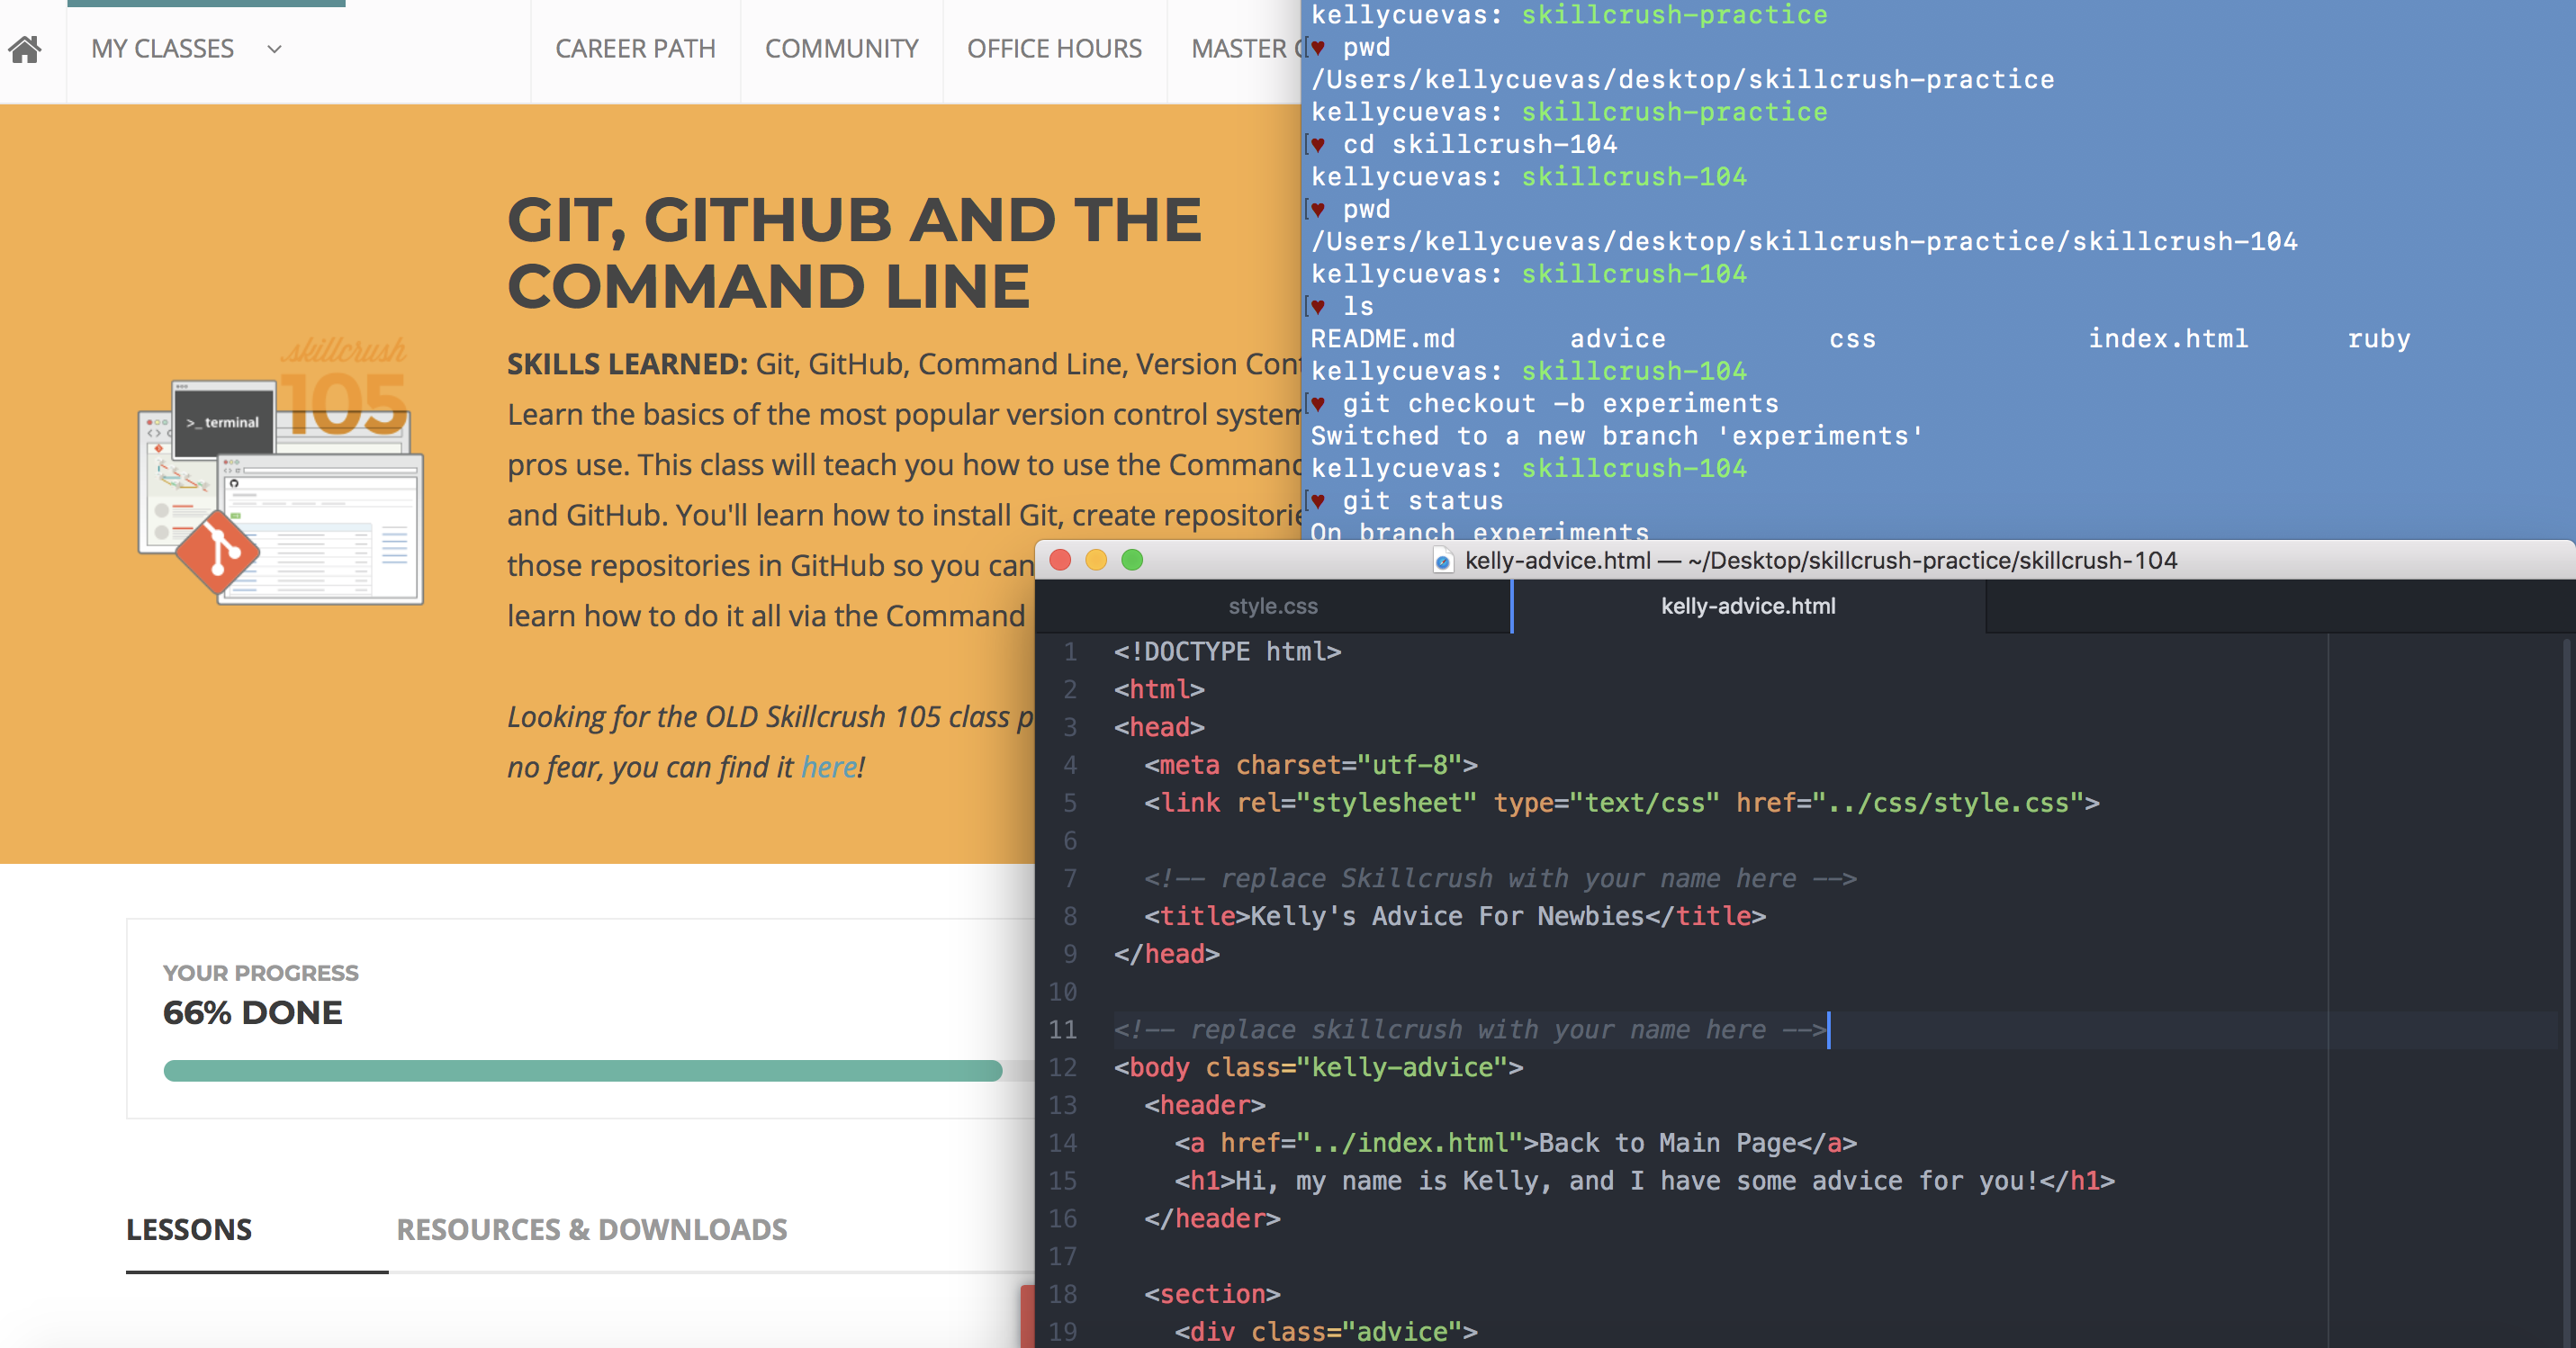 MY CLASSES
CAREER PATH
COMMUNITY
OFFICE HOURS
MASTER
GIT, GITHUB AND THE
COMMAND LINE
skillcrush
105
>_ terminal
SKILLS LEARNED: Git, GitHub, Command Line, Version Cont
Learn the basics of the most popular version control system
pros use. This class will teach you how to use the Command
and GitHub. You'll learn how to install Git, create repositorie
those repositories in GitHub so you can
learn how to do it all via the Command
Looking for the OLD Skillcrush 105 class p
no fear, you can find it here!
YOUR PROGRESS
66% DONE
LESSONS
RESOURCES & DOWNLOADS
kellycuevas: skillcrush-practice
[♥ pwd
/Users/kellycuevas/desktop/skillcrush-practice
kellycuevas: skillcrush-practice
[♥ cd skillcrush-104
kellycuevas: skillcrush-104
[♥ pwd
/Users/kellycuevas/desktop/skillcrush-practice/skillcrush-104
kellycuevas: skillcrush-104
[♥ ls
README.md advice css index.html ruby
kellycuevas: skillcrush-104
[♥ git checkout -b experiments
Switched to a new branch 'experiments'
kellycuevas: skillcrush-104
[♥ git status
On branch experiments
kelly-advice.html — ~/Desktop/skillcrush-practice/skillcrush-104
style.css
kelly-advice.html
1 <!DOCTYPE html>
2 <html>
3 <head>
4 <meta charset="utf-8">
5 <link rel="stylesheet" type="text/css" href="../css/style.css">
6
7 <!-- replace Skillcrush with your name here -->
8 <title>Kelly's Advice For Newbies</title>
9 </head>
10
11 <!-- replace skillcrush with your name here -->
12 <body class="kelly-advice">
13 <header>
14 <a href="../index.html">Back to Main Page</a>
15 <h1>Hi, my name is Kelly, and I have some advice for you!</h1>
16 </header>
17
18 <section>
19 <div class="advice">